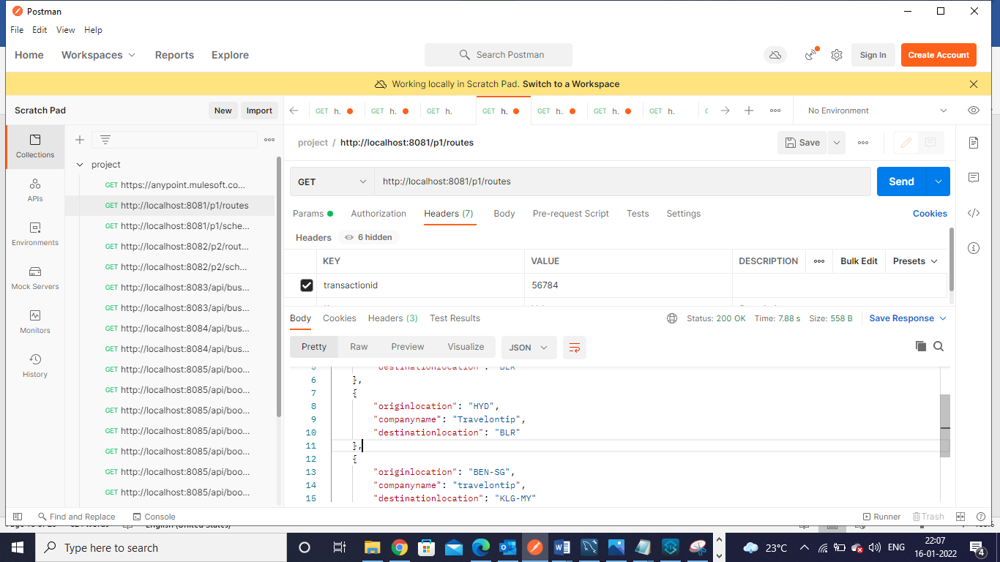 Postman
File Edit View Help
Home Workspaces Reports Explore Search Postman Sign In Create Account
Working locally in Scratch Pad. Switch to a Workspace
Scratch Pad New Import GET h. GET h. GET h. GET h. GET h. GET h. GET h. No Environment
Collections
APIs
Environments
Mock Servers
Monitors
History
project
GET https://anypoint.mulesoft.co...
GET http://localhost:8081/p1/routes
GET http://localhost:8081/p1/sche...
GET http://localhost:8082/p2/rout...
GET http://localhost:8082/p2/sch...
GET http://localhost:8083/api/bus...
GET http://localhost:8083/api/bus...
GET http://localhost:8084/api/bus...
GET http://localhost:8084/api/bus...
GET http://localhost:8085/api/boo...
GET http://localhost:8085/api/boo...
GET http://localhost:8085/api/boo...
GET http://localhost:8085/api/boo...
GET http://localhost:8085/api/boo...
GET http://localhost:8085/api/boo...
GET http://localhost:8085/api/boo...
project / http://localhost:8081/p1/routes Save
GET http://localhost:8081/p1/routes Send
Params Authorization Headers (7) Body Pre-request Script Tests Settings Cookies
Headers 6 hidden
KEY VALUE DESCRIPTION Bulk Edit Presets
transactionid 56784
Body Cookies Headers (3) Test Results Status: 200 OK Time: 7.88 s Size: 558 B Save Response
Pretty Raw Preview Visualize JSON
5 "destinationlocation": "BLR"
6 },
7 {
8 "originlocation": "HYD",
9 "companyname": "Travelontip",
10 "destinationlocation": "BLR"
11 },
12 {
13 "originlocation": "BEN-SG",
14 "companyname": "travelontip",
15 "destinationlocation": "KLG-MY"
Find and Replace Console Runner Trash
English (United States)
Type here to search 23°C ENG 22:07
16-01-2022 4